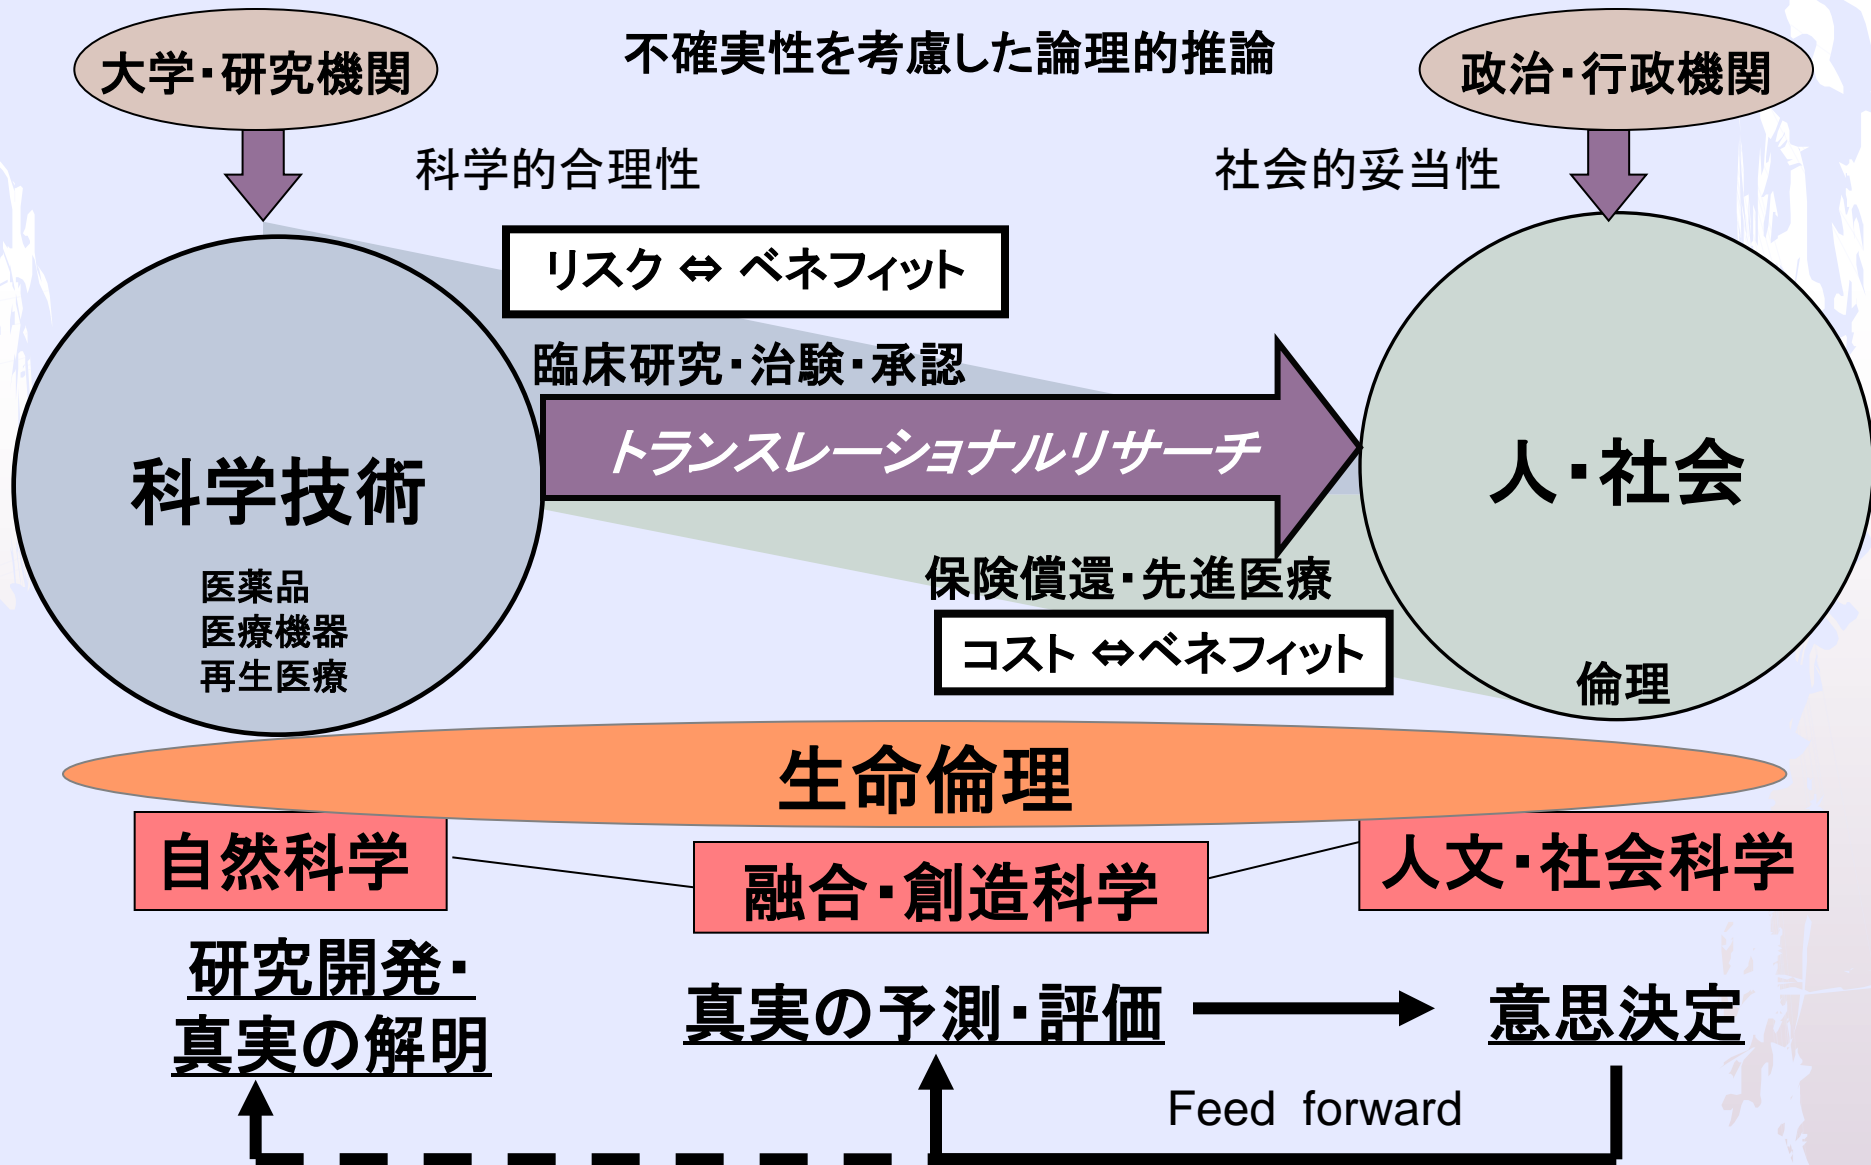 大学・研究機関
不確実性を考慮した論理的推論
政治・行政機関
科学的合理性
社会的妥当性
リスク ⇔ ベネフィット
臨床研究・治験・承認
トランスレーショナルリサーチ
科学技術
人・社会
医薬品
医療機器
再生医療
保険償還・先進医療
コスト ⇔ベネフィット
倫理
生命倫理
自然科学
融合・創造科学
人文・社会科学
研究開発・
真実の解明
真実の予測・評価
意思決定
Feed forward